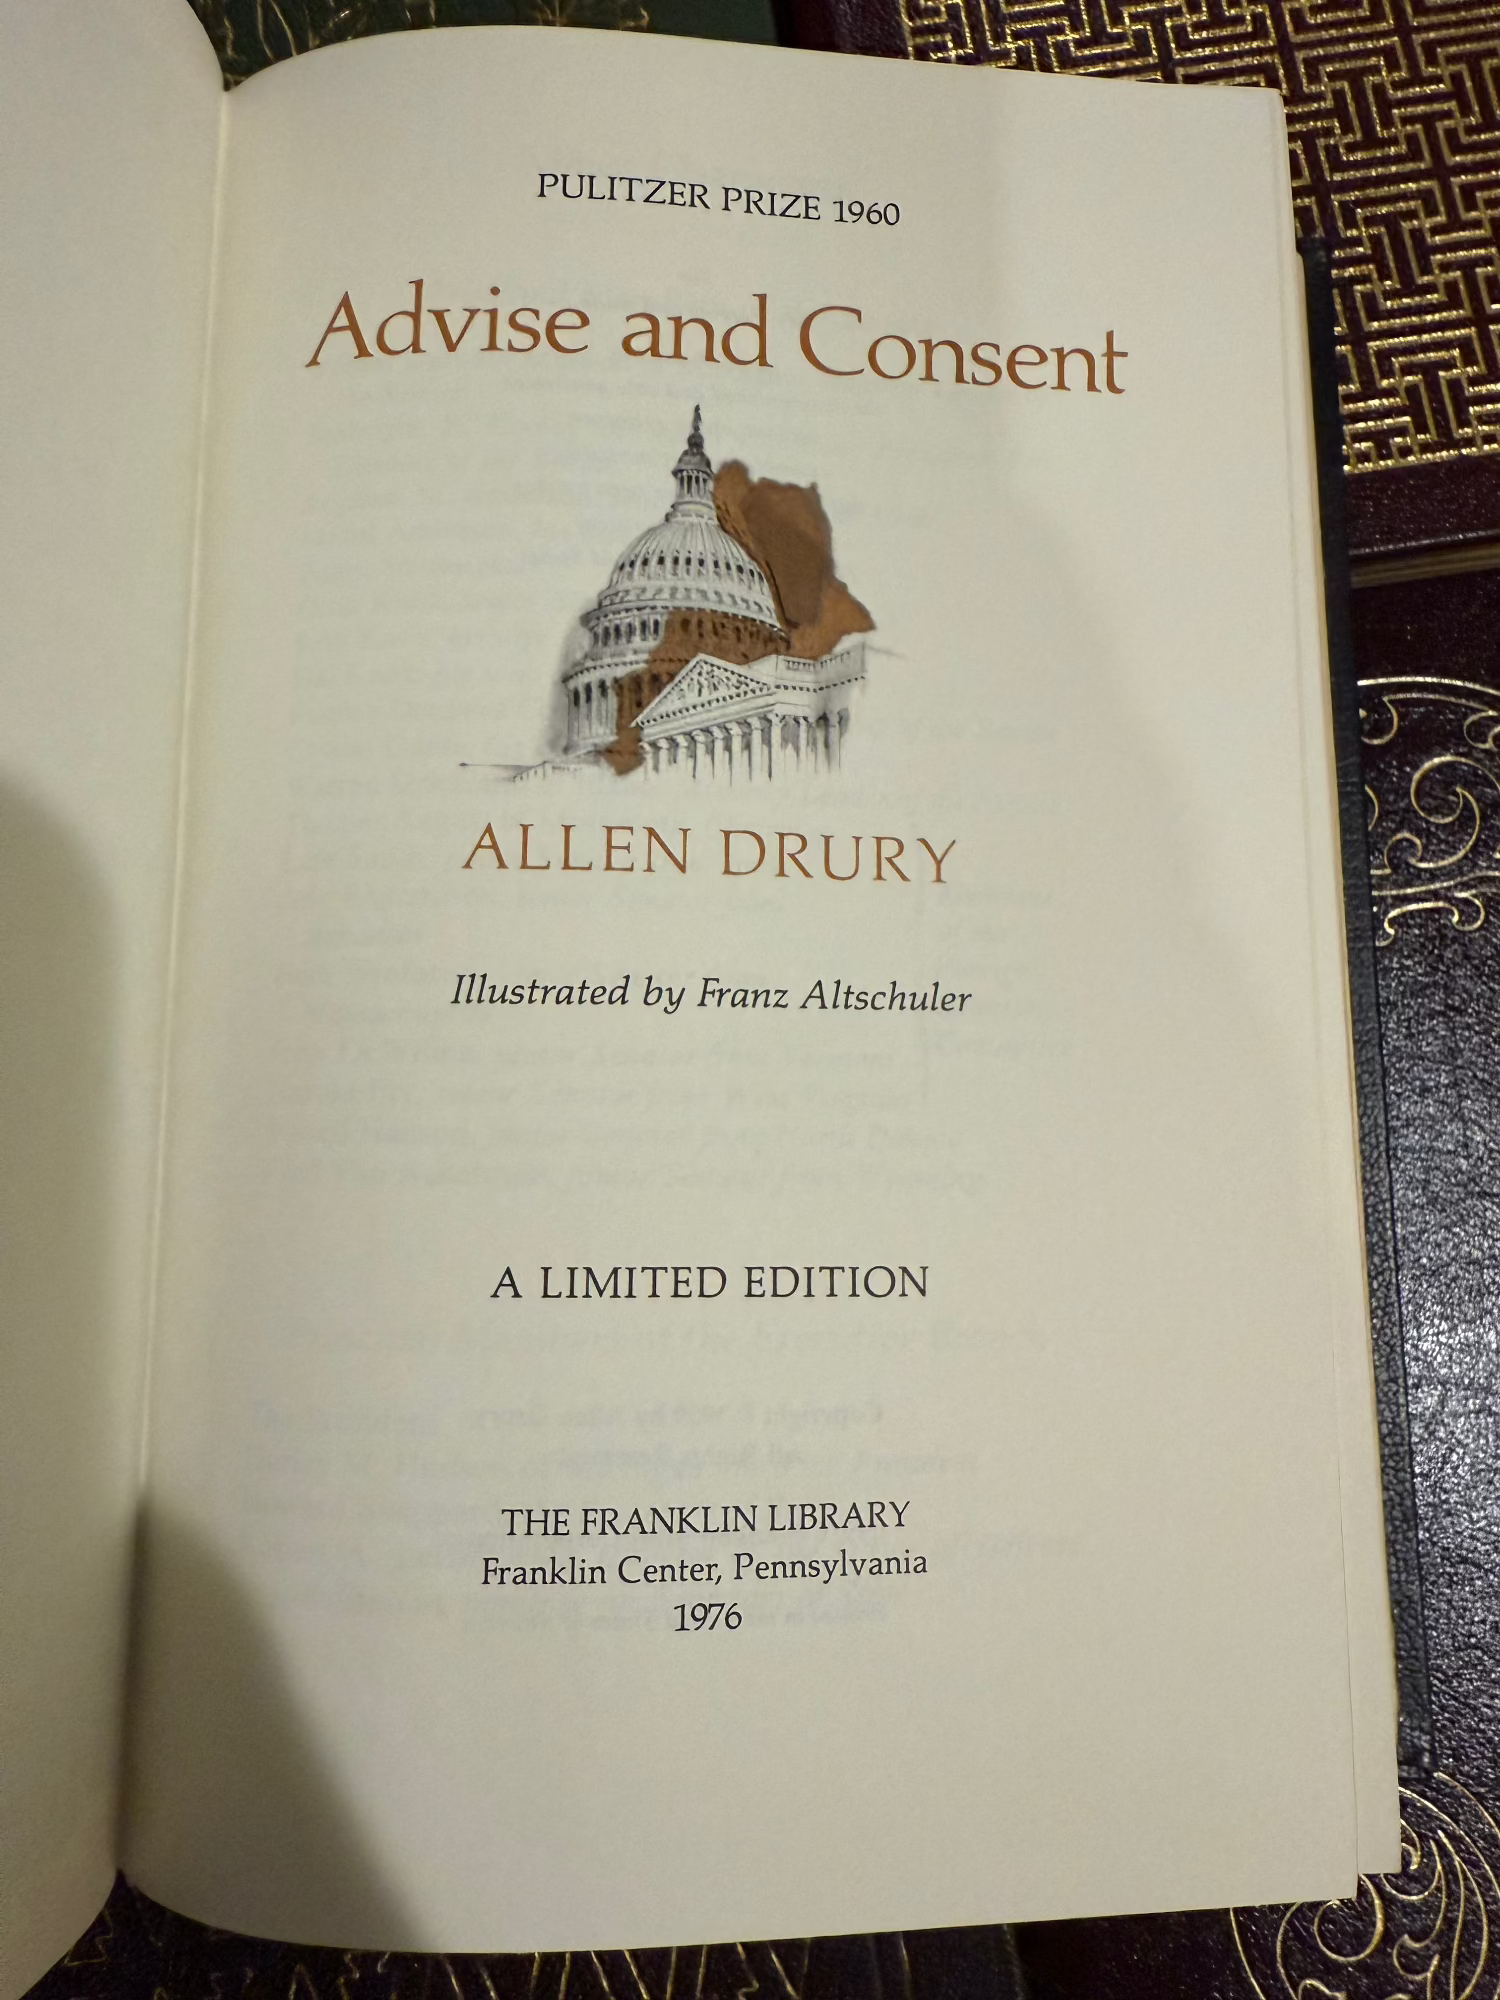 PULITZER PRIZE 1960
Advise and Consent
ALLEN DRURY
Illustrated by Franz Altschuler
A LIMITED EDITION
THE FRANKLIN LIBRARY
Franklin Center, Pennsylvania
1976